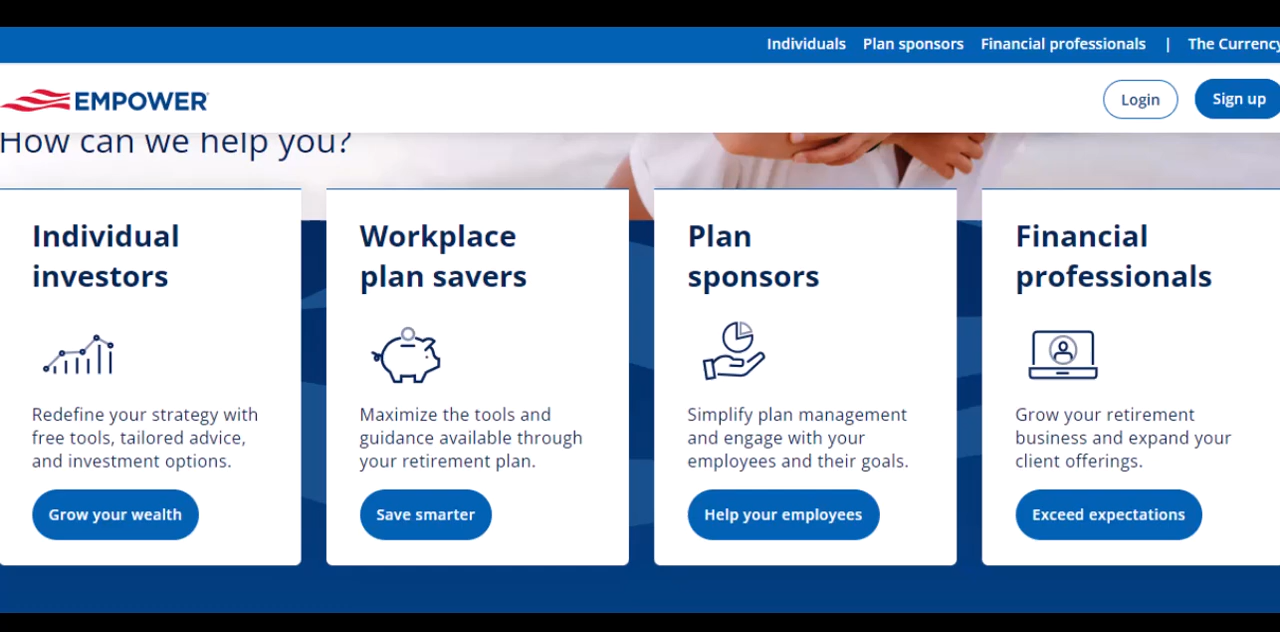 Individuals Plan sponsors Financial professionals | The Currency
EMPOWER
Login
Sign up
How can we help you?
Individual
investors
Redefine your strategy with
free tools, tailored advice,
and investment options.
Grow your wealth
Workplace
plan savers
Maximize the tools and
guidance available through
your retirement plan.
Save smarter
Plan
sponsors
Simplify plan management
and engage with your
employees and their goals.
Help your employees
Financial
professionals
Grow your retirement
business and expand your
client offerings.
Exceed expectations